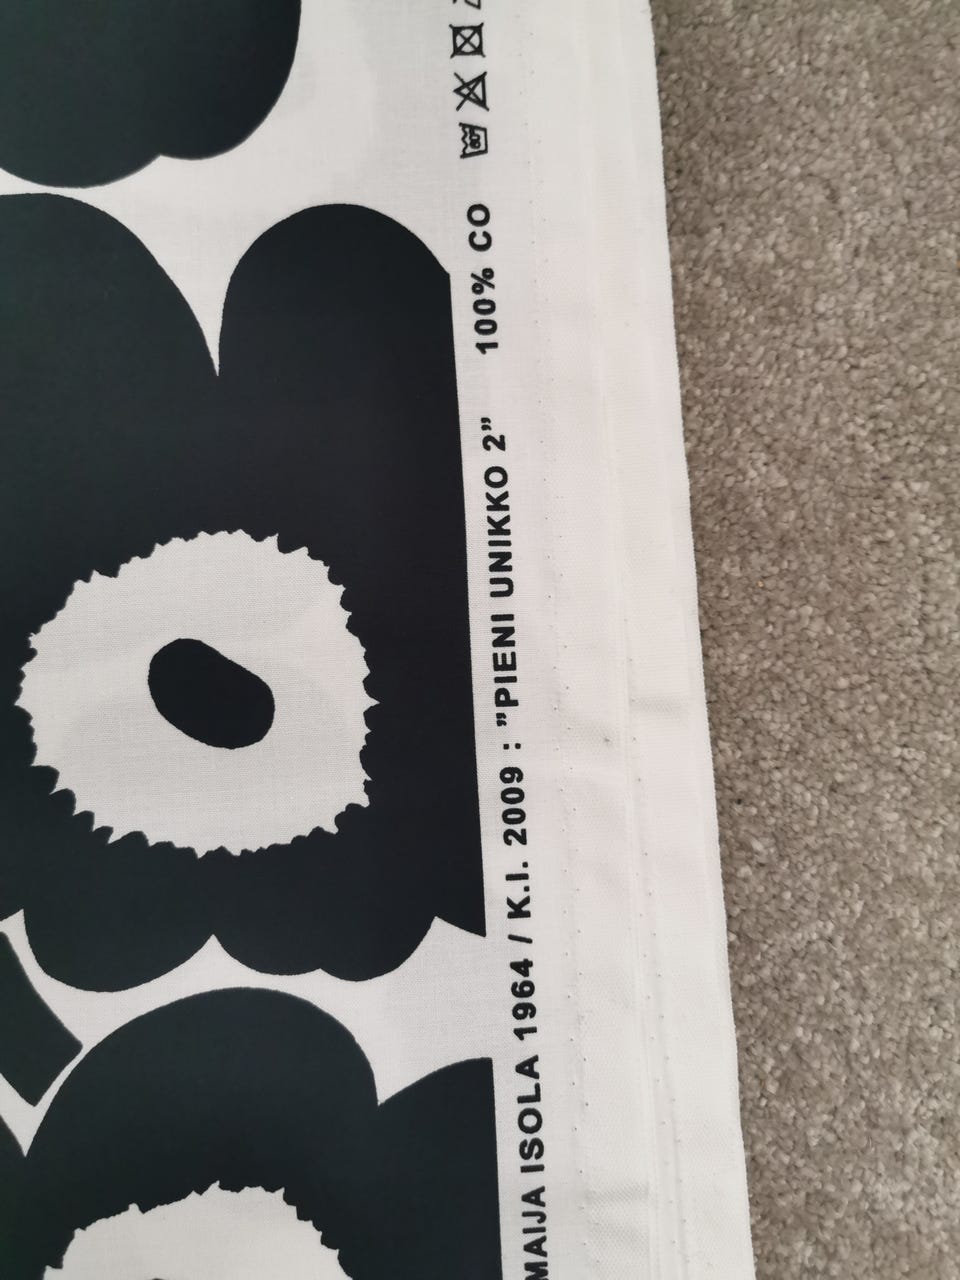 MAIJA ISOLA 1964 / K.I. 2009 : ”PIENI UNIKKO 2” 100% CO